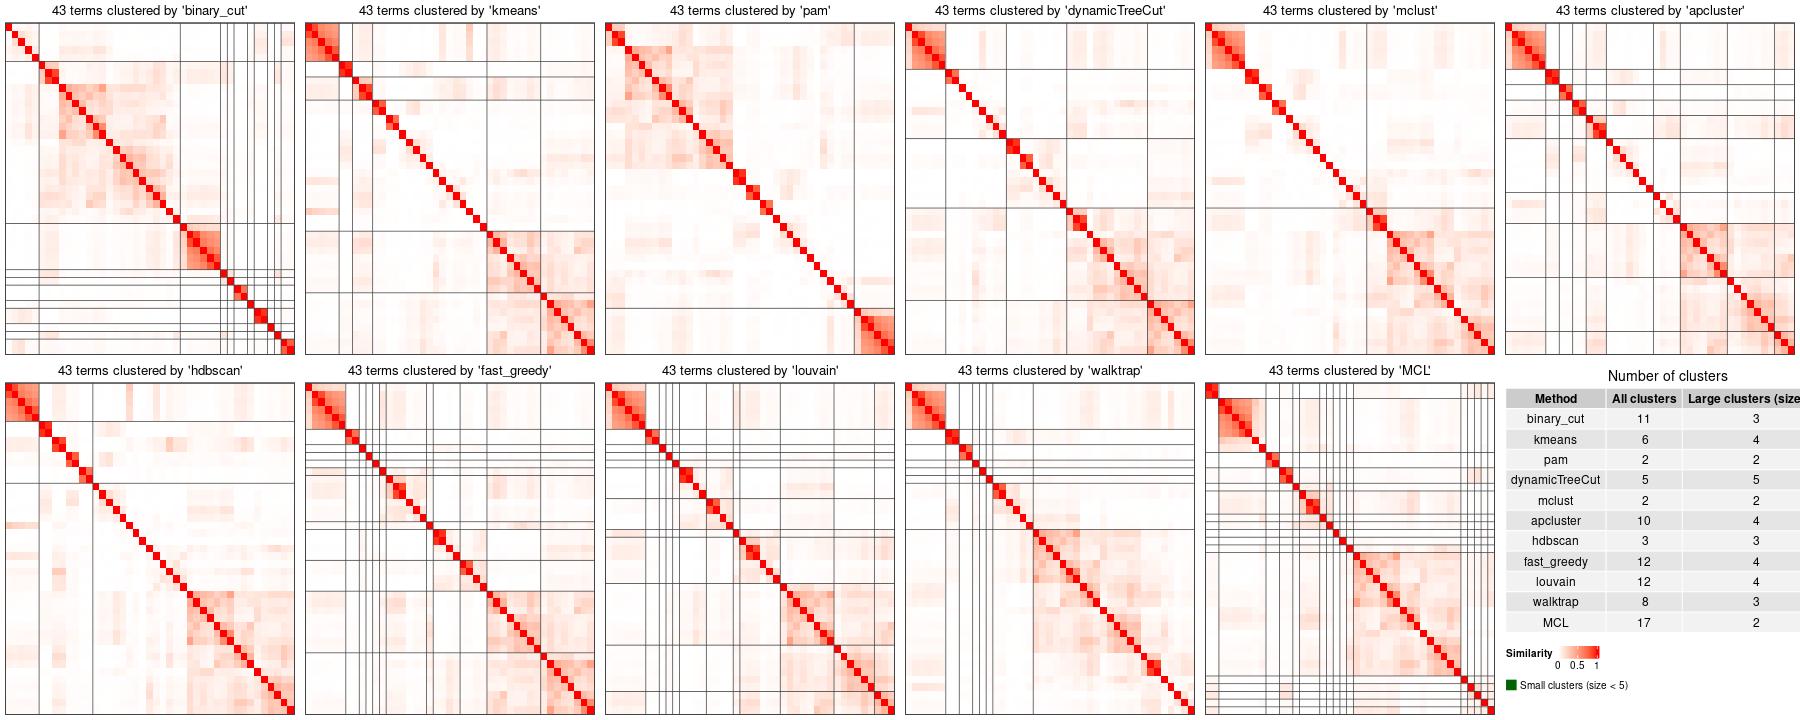 43 terms clustered by 'binary_cut'
43 terms clustered by 'kmeans'
43 terms clustered by 'pam'
43 terms clustered by 'dynamicTreeCut'
43 terms clustered by 'mclust'
43 terms clustered by 'apcluster'
43 terms clustered by 'hdbscan'
43 terms clustered by 'fast_greedy'
43 terms clustered by 'louvain'
43 terms clustered by 'walktrap'
43 terms clustered by 'MCL'
Number of clusters
Method All clusters Large clusters (size
binary_cut 11 3
kmeans 6 4
pam 2 2
dynamicTreeCut 5 5
mclust 2 2
apcluster 10 4
hdbscan 3 3
fast_greedy 12 4
louvain 12 4
walktrap 8 3
MCL 17 2
Similarity
0 0.5 1
Small clusters (size < 5)